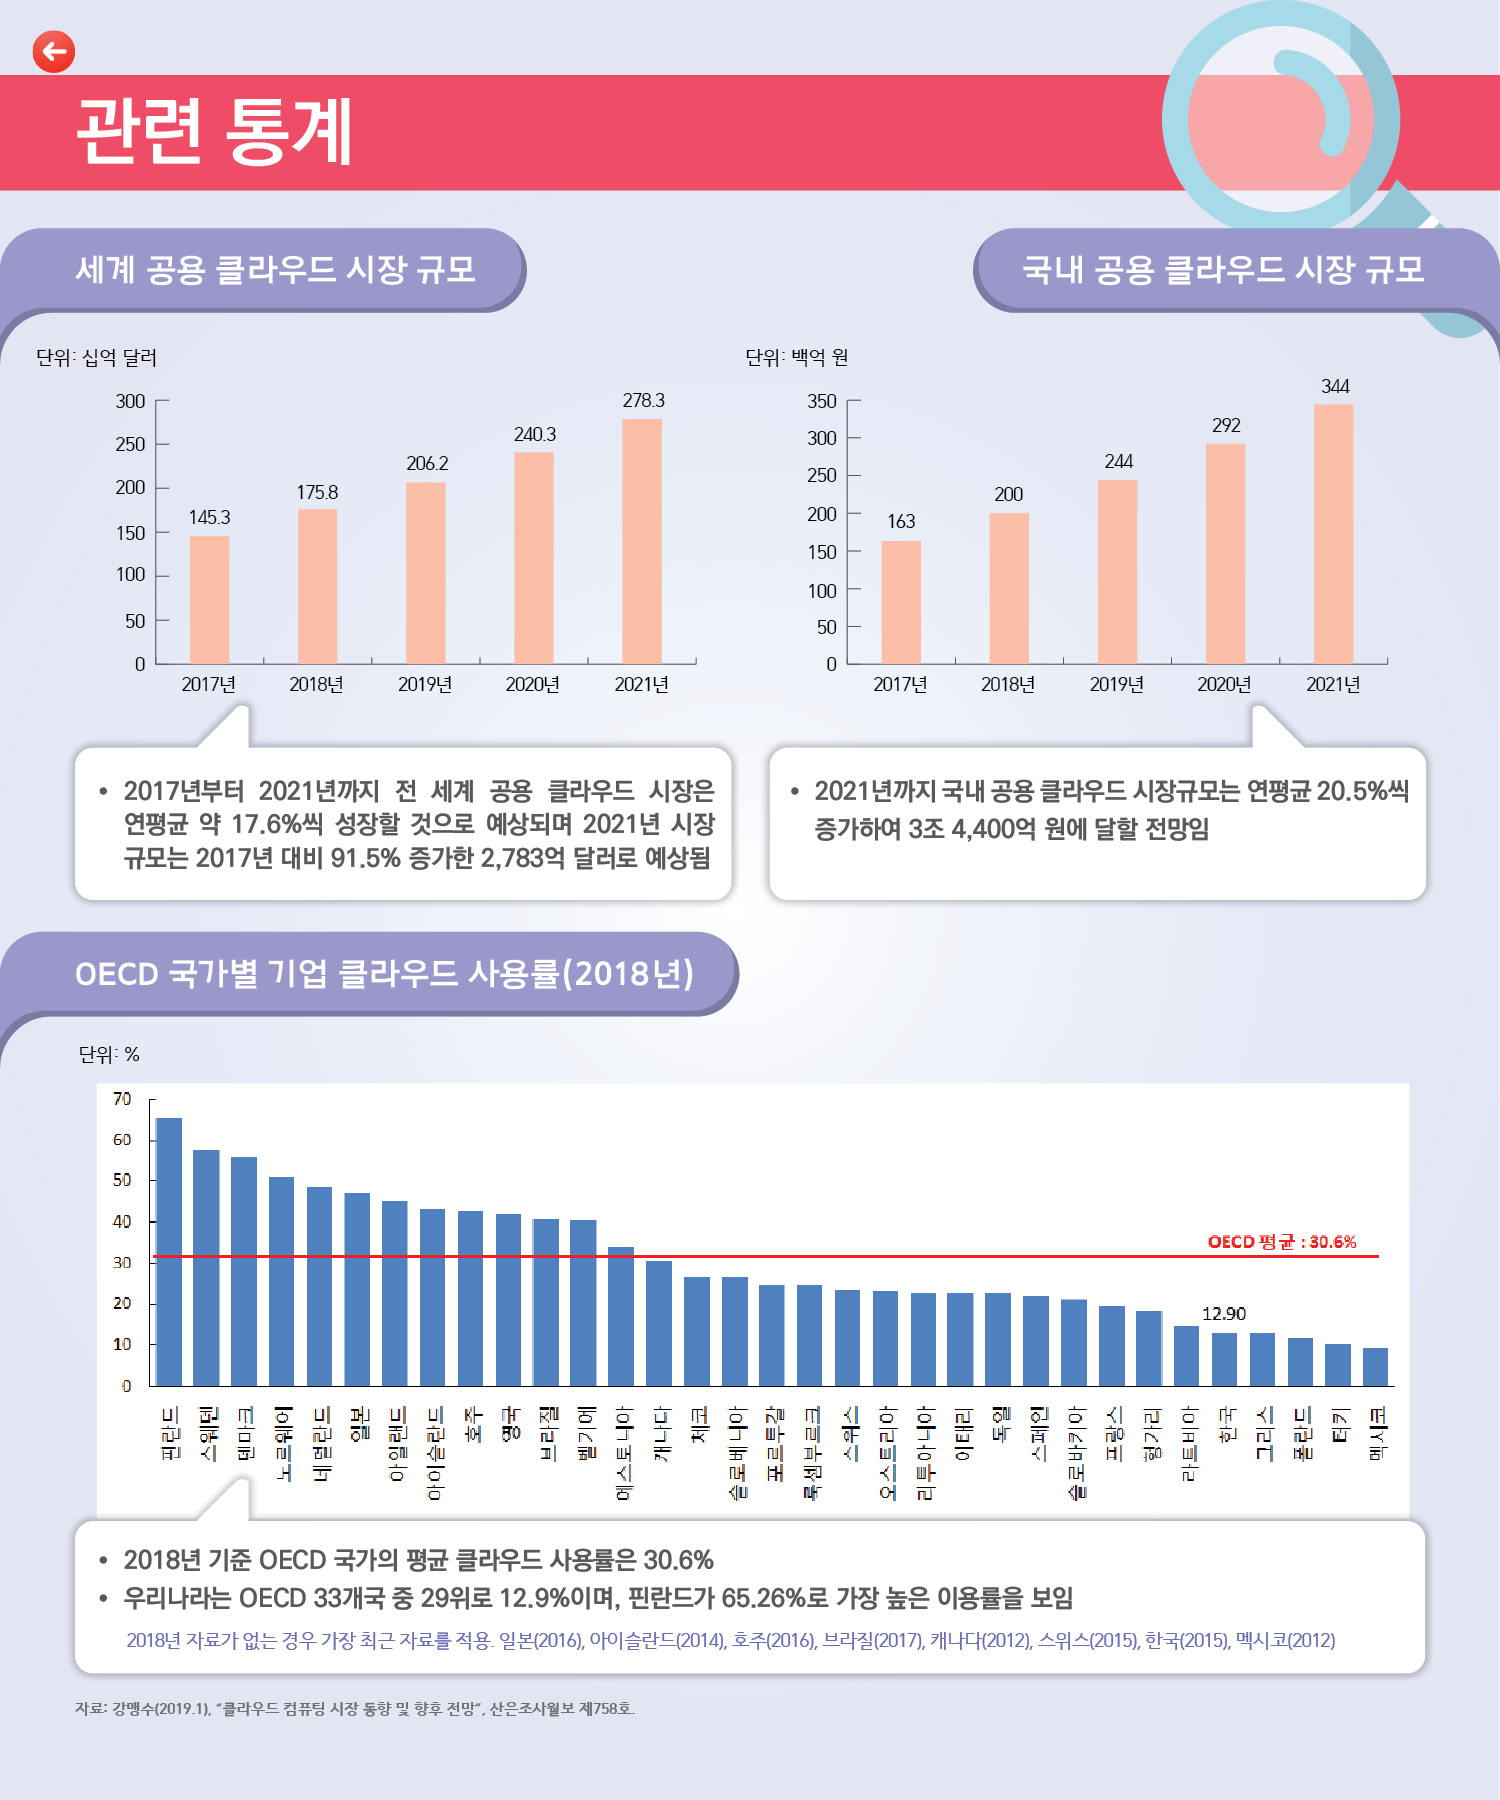 관련 통계
세계 공용 클라우드 시장 규모
단위: 십억 달러
300
250
200
150
100
50
0
145.3
175.8
206.2
240.3
278.3
2017년
2018년
2019년
2020년
2021년
• 2017년부터 2021년까지 전 세계 공용 클라우드 시장은
연평균 약 17.6%씩 성장할 것으로 예상되며 2021년 시장
규모는 2017년 대비 91.5% 증가한 2,783억 달러로 예상됨
국내 공용 클라우드 시장 규모
단위: 백억 원
350
300
250
200
150
100
50
0
163
200
244
292
344
2017년
2018년
2019년
2020년
2021년
• 2021년까지 국내 공용 클라우드 시장규모는 연평균 20.5%씩
증가하여 3조 4,400억 원에 달할 전망임
OECD 국가별 기업 클라우드 사용률(2018년)
단위: %
70
60
50
40
30
20
10
0
OECD 평균 : 30.6%
12.90
핀란드
스웨덴
덴마크
노르웨이
네덜란드
일본
아일랜드
아이슬란드
호주
영국
브라질
벨기에
에스토니아
캐나다
체코
슬로베니아
포르투갈
룩셈부르크
스위스
오스트리아
리투아니아
이태리
독일
스페인
슬로바키아
프랑스
헝가리
라트비아
한국
그리스
폴란드
터키
멕시코
• 2018년 기준 OECD 국가의 평균 클라우드 사용률은 30.6%
• 우리나라는 OECD 33개국 중 29위로 12.9%이며, 핀란드가 65.26%로 가장 높은 이용률을 보임
2018년 자료가 없는 경우 가장 최근 자료를 적용. 일본(2016), 아이슬란드(2014), 호주(2016), 브라질(2017), 캐나다(2012), 스위스(2015), 한국(2015), 멕시코(2012)
자료: 강맹수(2019.1), “클라우드 컴퓨팅 시장 동향 및 향후 전망”, 산은조사월보 제758호.